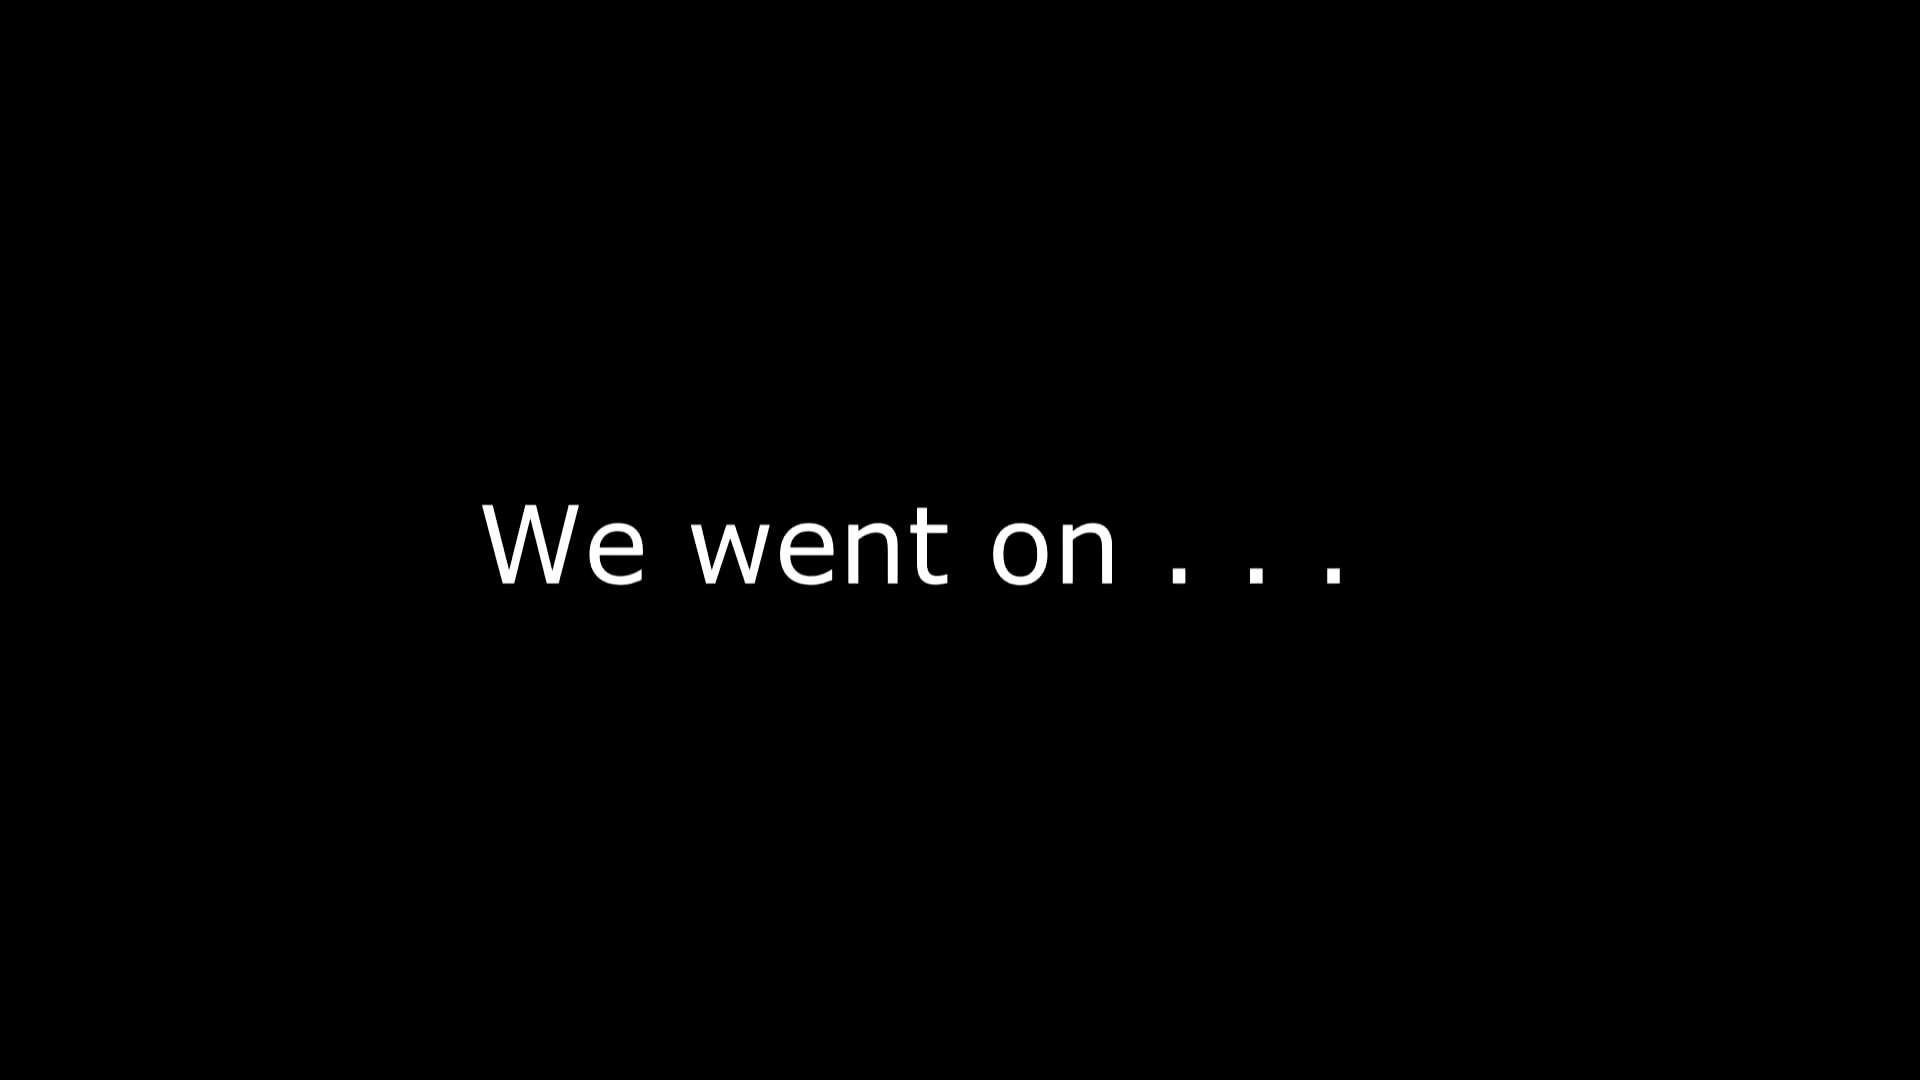 We went on . . .